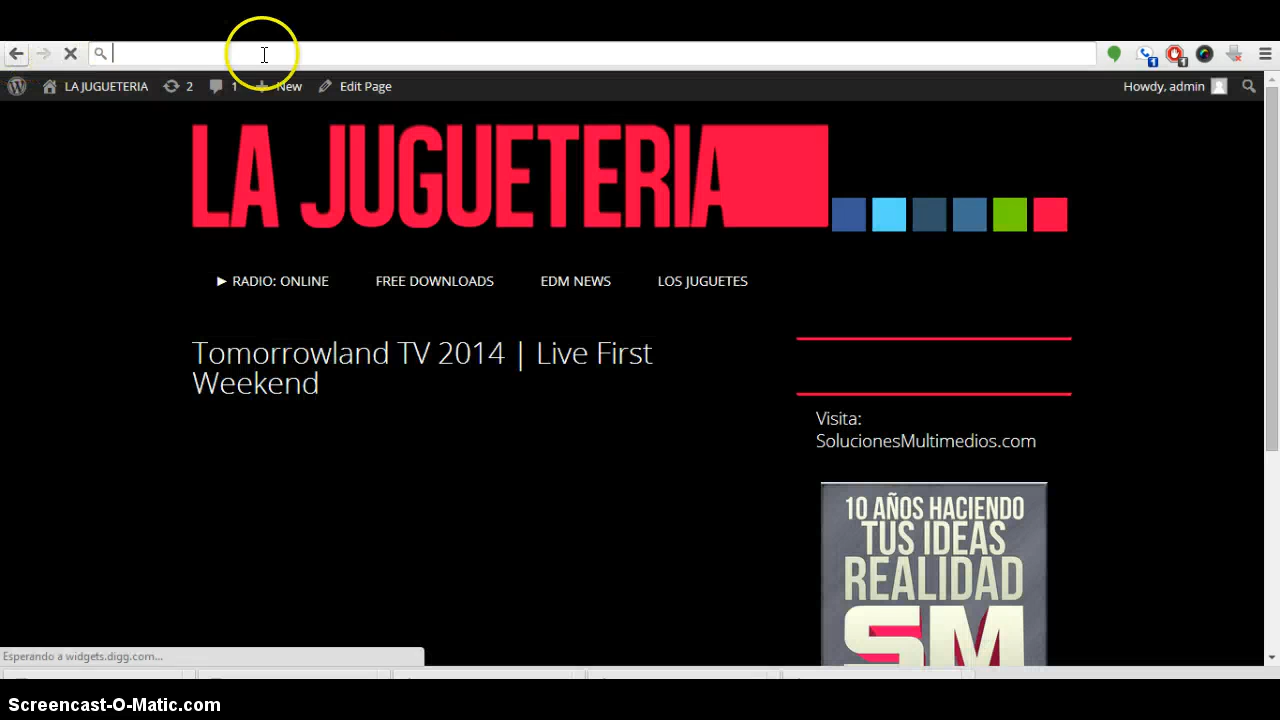 LA JUGUETERIA 2 1 New Edit Page Howdy, admin
LA JUGUETERIA
► RADIO: ONLINE FREE DOWNLOADS EDM NEWS LOS JUGUETES
Tomorrowland TV 2014 | Live First
Weekend
Visita:
SolucionesMultimedios.com
10 AÑOS HACIENDO
TUS IDEAS
REALIDAD
SM
Esperando a widgets.digg.com...
Screencast-O-Matic.com